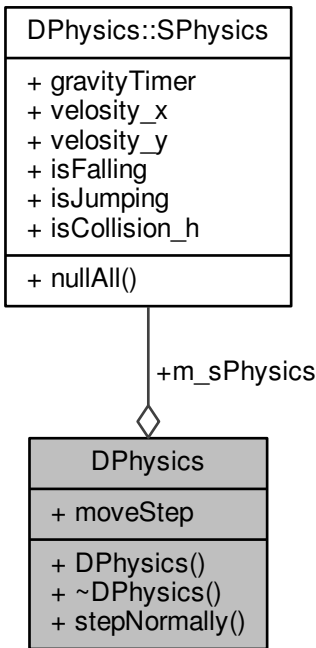 DPhysics::SPhysics
+ gravityTimer
+ velosity_x
+ velosity_y
+ isFalling
+ isJumping
+ isCollision_h
+ nullAll()
+m_sPhysics
DPhysics
+ moveStep
+ DPhysics()
+ ~DPhysics()
+ stepNormally()